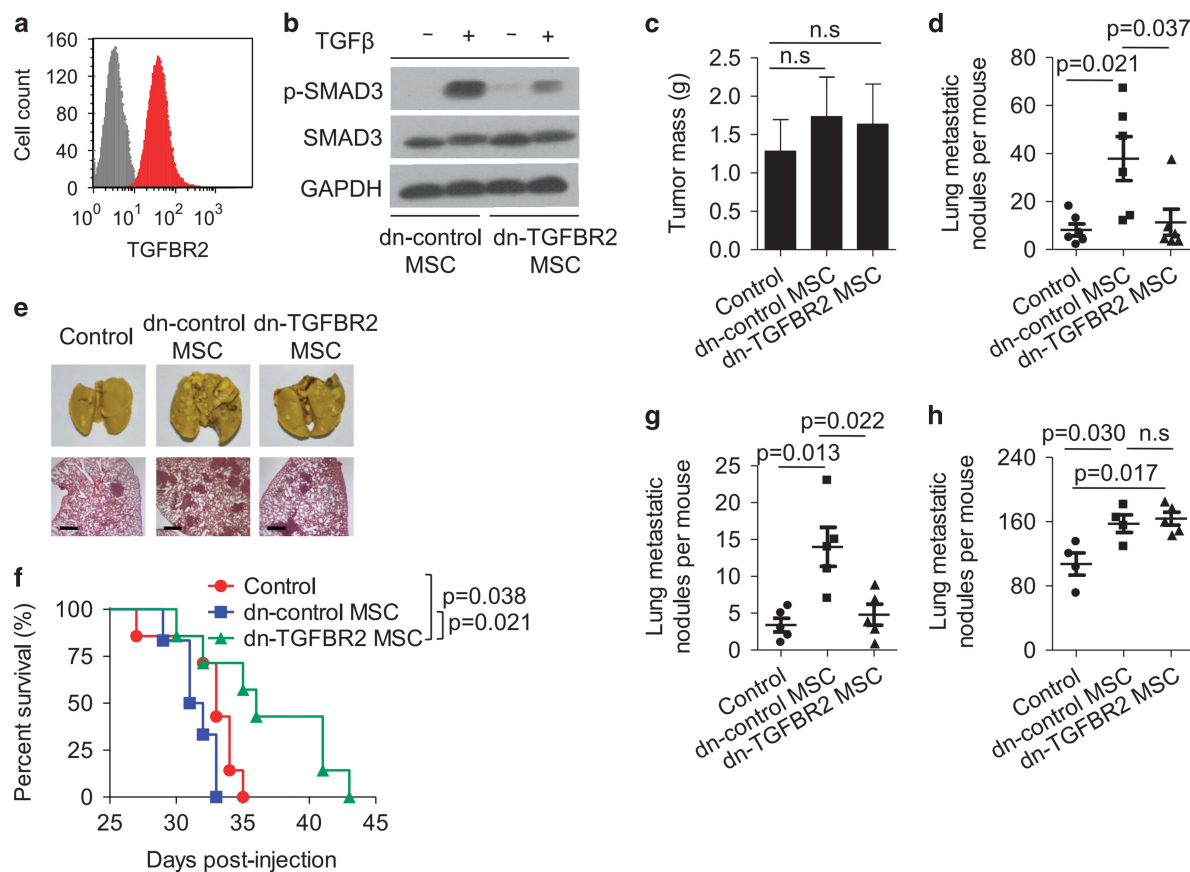 a
160
120
80
40
0
Cell count
10⁰ 10¹ 10² 10³
TGFBR2
b
TGFβ − + − +
p-SMAD3
SMAD3
GAPDH
dn-control
MSC
dn-TGFBR2
MSC
c
n.s
n.s
2.5
2.0
1.5
1.0
0.5
0.0
Tumor mass (g)
Control
dn-control MSC
dn-TGFBR2 MSC
d
p=0.037
p=0.021
80
60
40
20
0
Lung metastatic
nodules per mouse
Control
dn-control MSC
dn-TGFBR2 MSC
e
Control
dn-control
MSC
dn-TGFBR2
MSC
f
Control
dn-control MSC
dn-TGFBR2 MSC
p=0.038
p=0.021
100
75
50
25
0
Percent survival (%)
25 30 35 40 45
Days post-injection
g
p=0.022
p=0.013
25
20
15
10
5
0
Lung metastatic
nodules per mouse
Control
dn-control MSC
dn-TGFBR2 MSC
h
p=0.030
n.s
p=0.017
240
160
80
0
Lung metastatic
nodules per mouse
Control
dn-control MSC
dn-TGFBR2 MSC